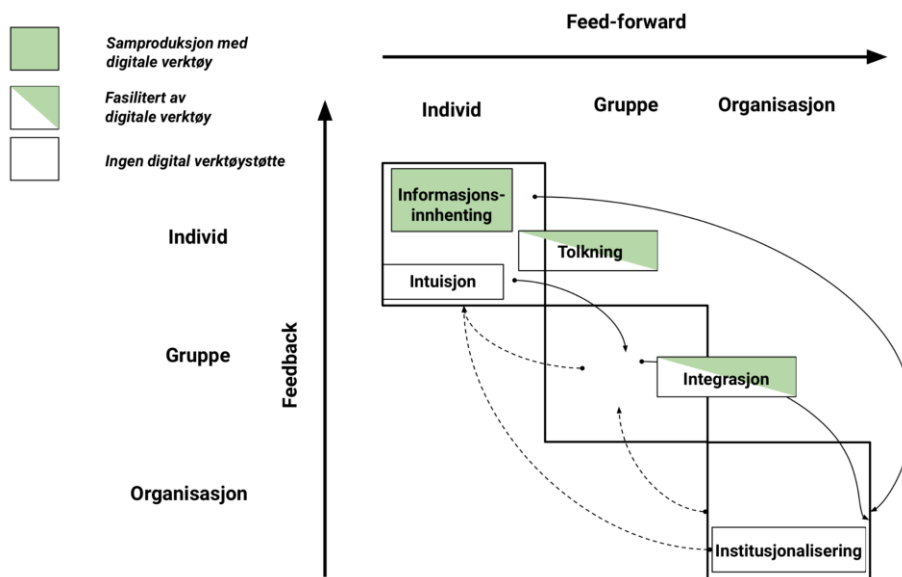 Feed-forward
Samproduksjon med
digitale verktøy
Fasilitert av
digitale verktøy
Ingen digital verktøystøtte
Individ
Gruppe
Organisasjon
Feedback
Individ
Gruppe
Organisasjon
Informasjons-
innhenting
Tolkning
Intuisjon
Integrasjon
Institusjonalisering